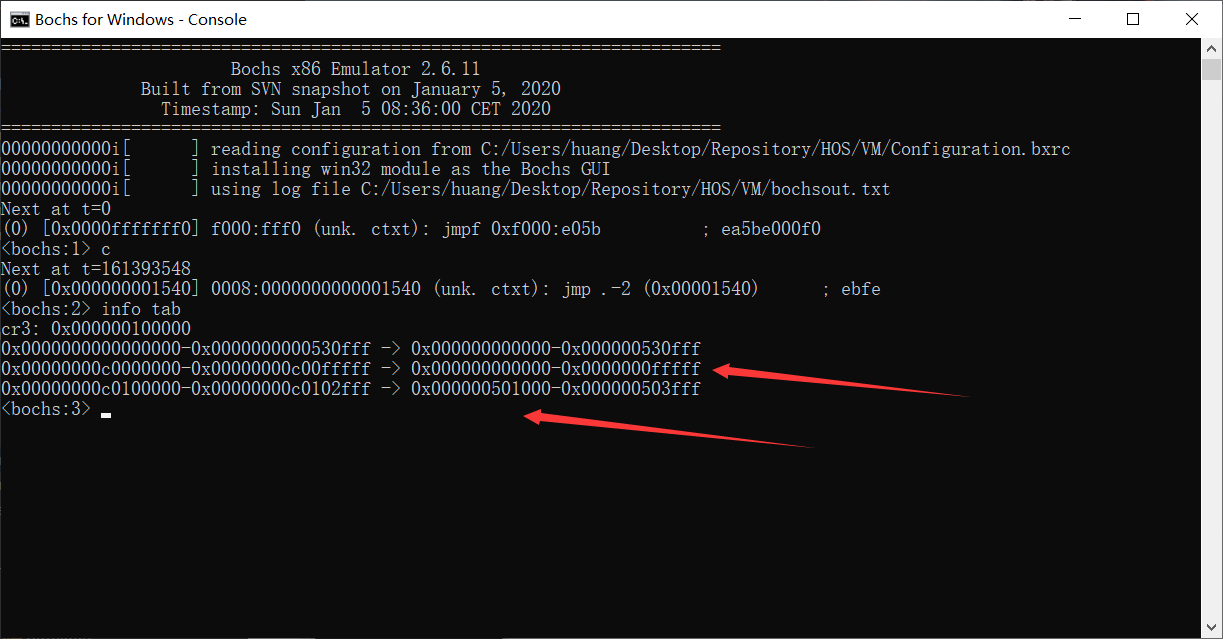 Bochs for Windows - Console
========================================================================
Bochs x86 Emulator 2.6.11
Built from SVN snapshot on January 5, 2020
Timestamp: Sun Jan  5 08:36:00 CET 2020
========================================================================
00000000000i[      ] reading configuration from C:/Users/huang/Desktop/Repository/HOS/VM/Configuration.bxrc
00000000000i[      ] installing win32 module as the Bochs GUI
00000000000i[      ] using log file C:/Users/huang/Desktop/Repository/HOS/VM/bochsout.txt
Next at t=0
(0) [0x0000fffffff0] f000:fff0 (unk. ctxt): jmpf 0xf000:e05b          ; ea5be000f0
<bochs:1> c
Next at t=161393548
(0) [0x000000001540] 0008:0000000000001540 (unk. ctxt): jmp .-2 (0x00001540)      ; ebfe
<bochs:2> info tab
cr3: 0x000000100000
0x0000000000000000-0x0000000000530fff -> 0x000000000000-0x000000530fff
0x00000000c0000000-0x00000000c00fffff -> 0x000000000000-0x0000000fffff
0x00000000c0100000-0x00000000c0102fff -> 0x000000501000-0x000000503fff
<bochs:3>